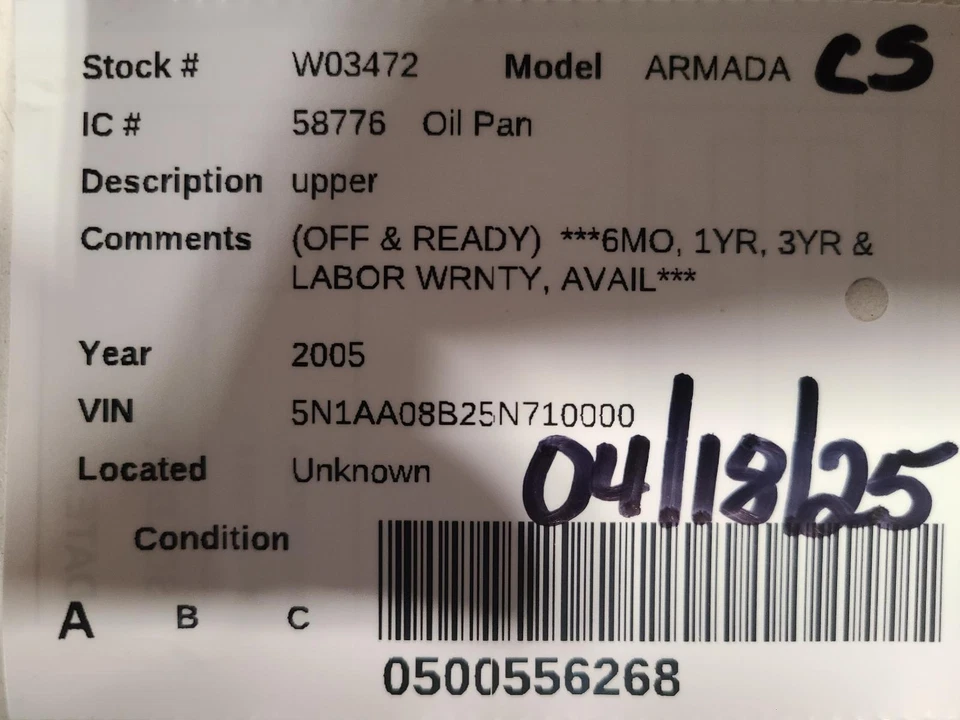 Stock # W03472 Model ARMADA CS
IC # 58776 Oil Pan
Description upper
Comments (OFF & READY) ***6MO, 1YR, 3YR &
LABOR WRNTY, AVAIL***
Year 2005
VIN 5N1AA08B25N710000
Located Unknown
04/18/25
Condition
A B C
0500556268